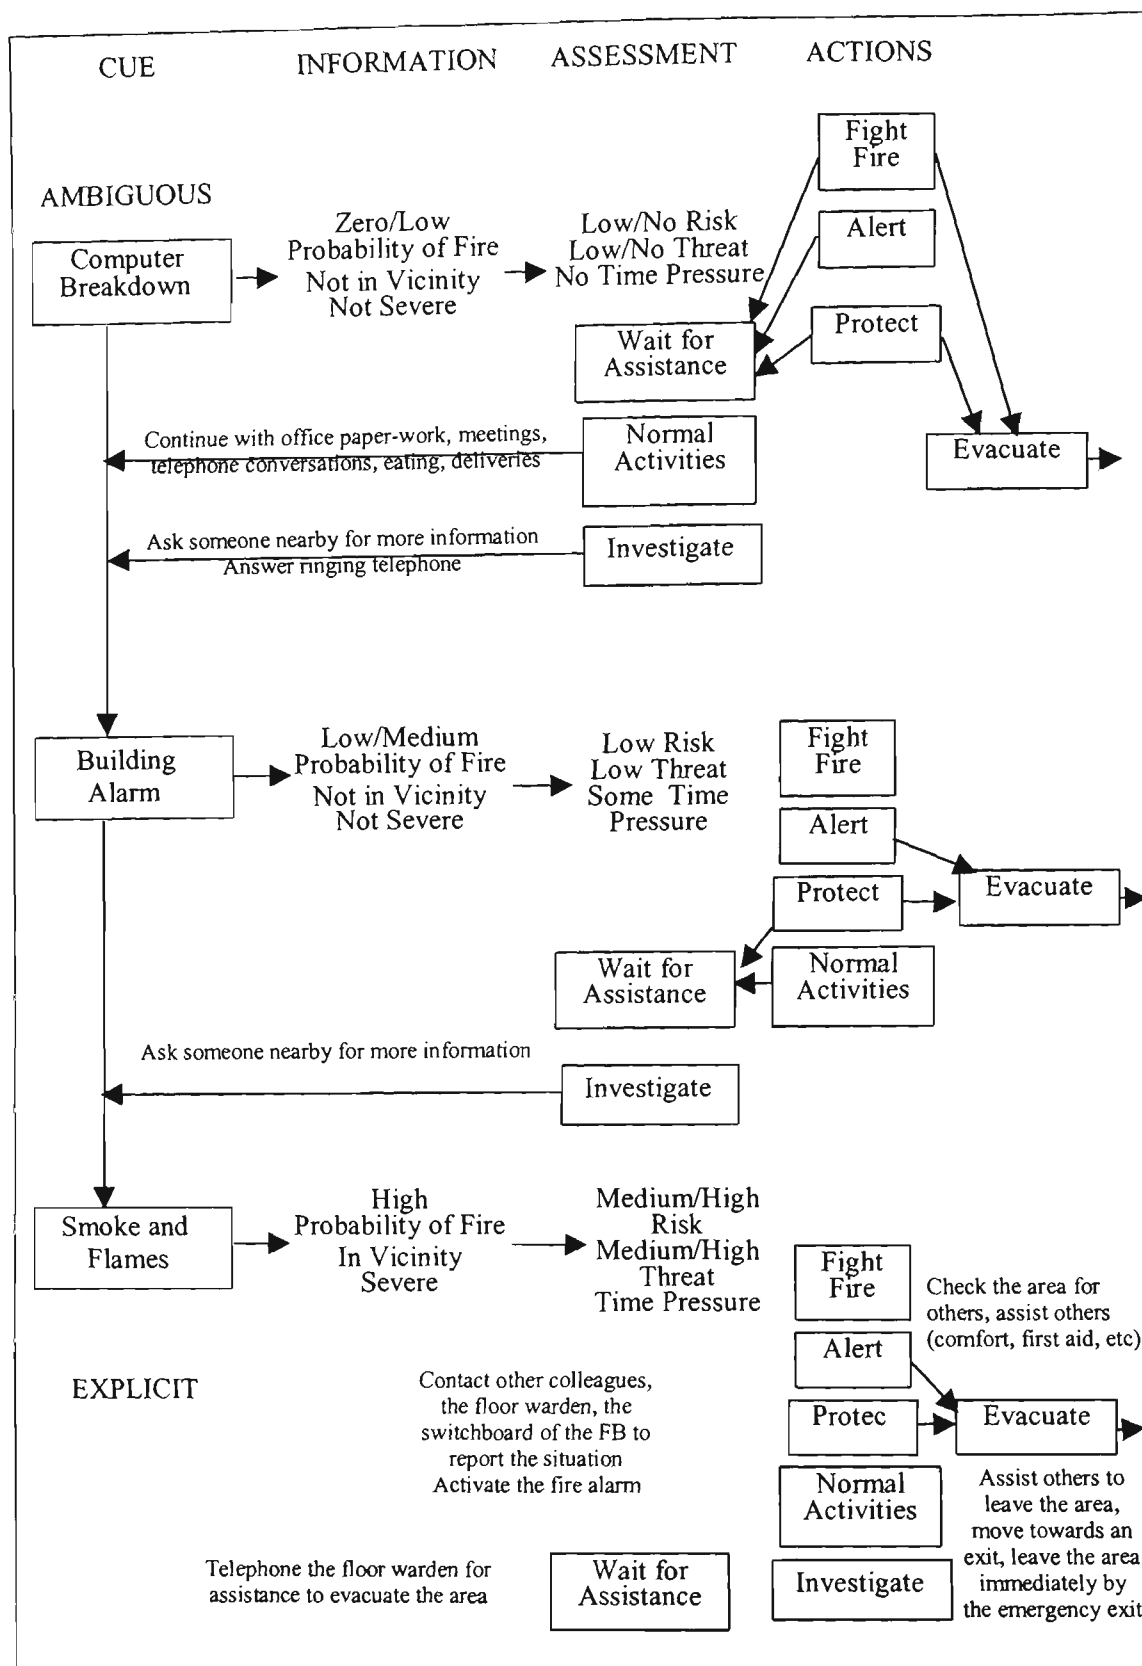 CUE INFORMATION ASSESSMENT ACTIONS
Fight
Fire
AMBIGUOUS
Computer
Breakdown
Zero/Low
Probability of Fire
Not in Vicinity
Not Severe
Low/No Risk
Low/No Threat
No Time Pressure
Alert
Protect
Wait for
Assistance
Evacuate
Continue with office paper-work, meetings,
telephone conversations, eating, deliveries
Normal
Activities
Ask someone nearby for more information
Answer ringing telephone
Investigate
Building
Alarm
Low/Medium
Probability of Fire
Not in Vicinity
Not Severe
Low Risk
Low Threat
Some Time
Pressure
Fight
Fire
Alert
Protect
Evacuate
Wait for
Assistance
Normal
Activities
Ask someone nearby for more information
Investigate
Smoke and
Flames
High
Probability of Fire
In Vicinity
Severe
Medium/High
Risk
Medium/High
Threat
Time Pressure
Fight
Fire
Check the area for
others, assist others
(comfort, first aid, etc)
Alert
EXPLICIT
Contact other colleagues,
the floor warden, the
switchboard of the FB to
report the situation
Activate the fire alarm
Protec
Evacuate
Normal
Activities
Assist others to
leave the area,
move towards an
exit, leave the area
immediately by
the emergency exit
Telephone the floor warden for
assistance to evacuate the area
Wait for
Assistance
Investigate